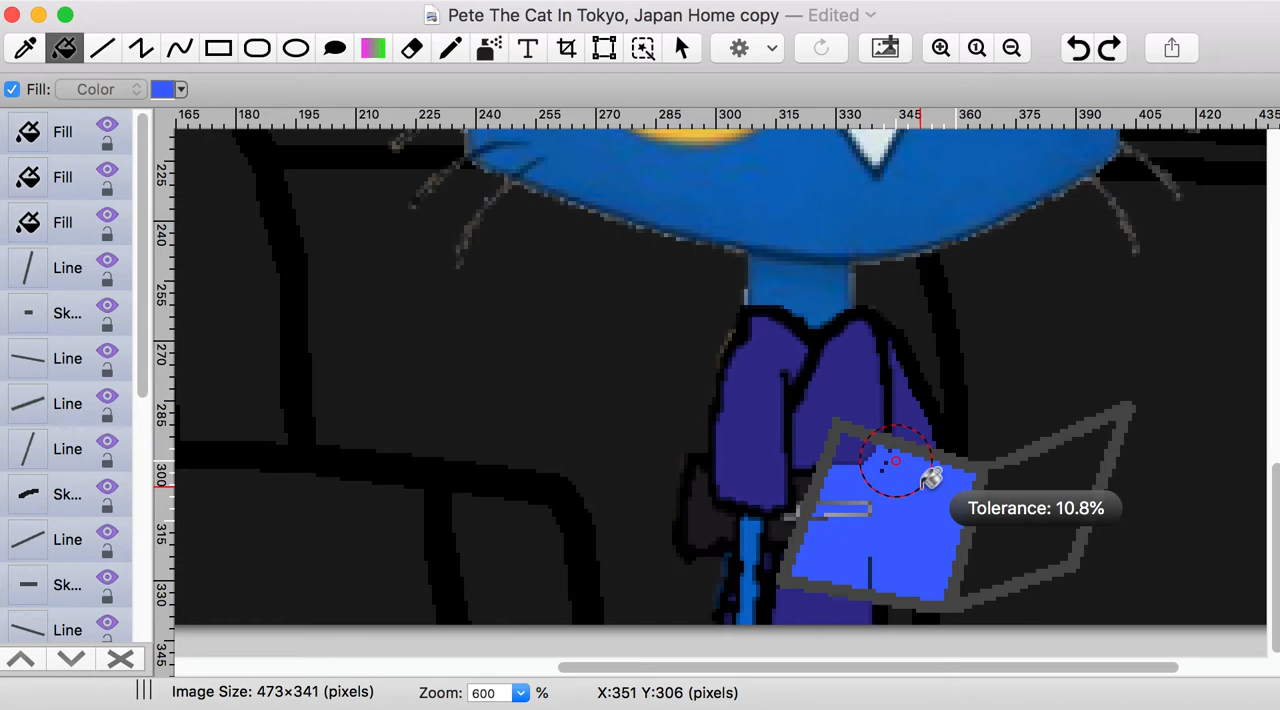 Pete The Cat In Tokyo, Japan Home copy — Edited
T
1
Fill: Color
165 180 195 210 225 240 255 270 285 300 315 330 345 360 375 390 405 420 435
225
240
255
270
285
300
315
330
345
Fill
Fill
Fill
Line
Sk...
Line
Line
Line
Sk...
Line
Sk...
Line
Tolerance: 10.8%
Image Size: 473×341 (pixels) Zoom: 600 % X:351 Y:306 (pixels)